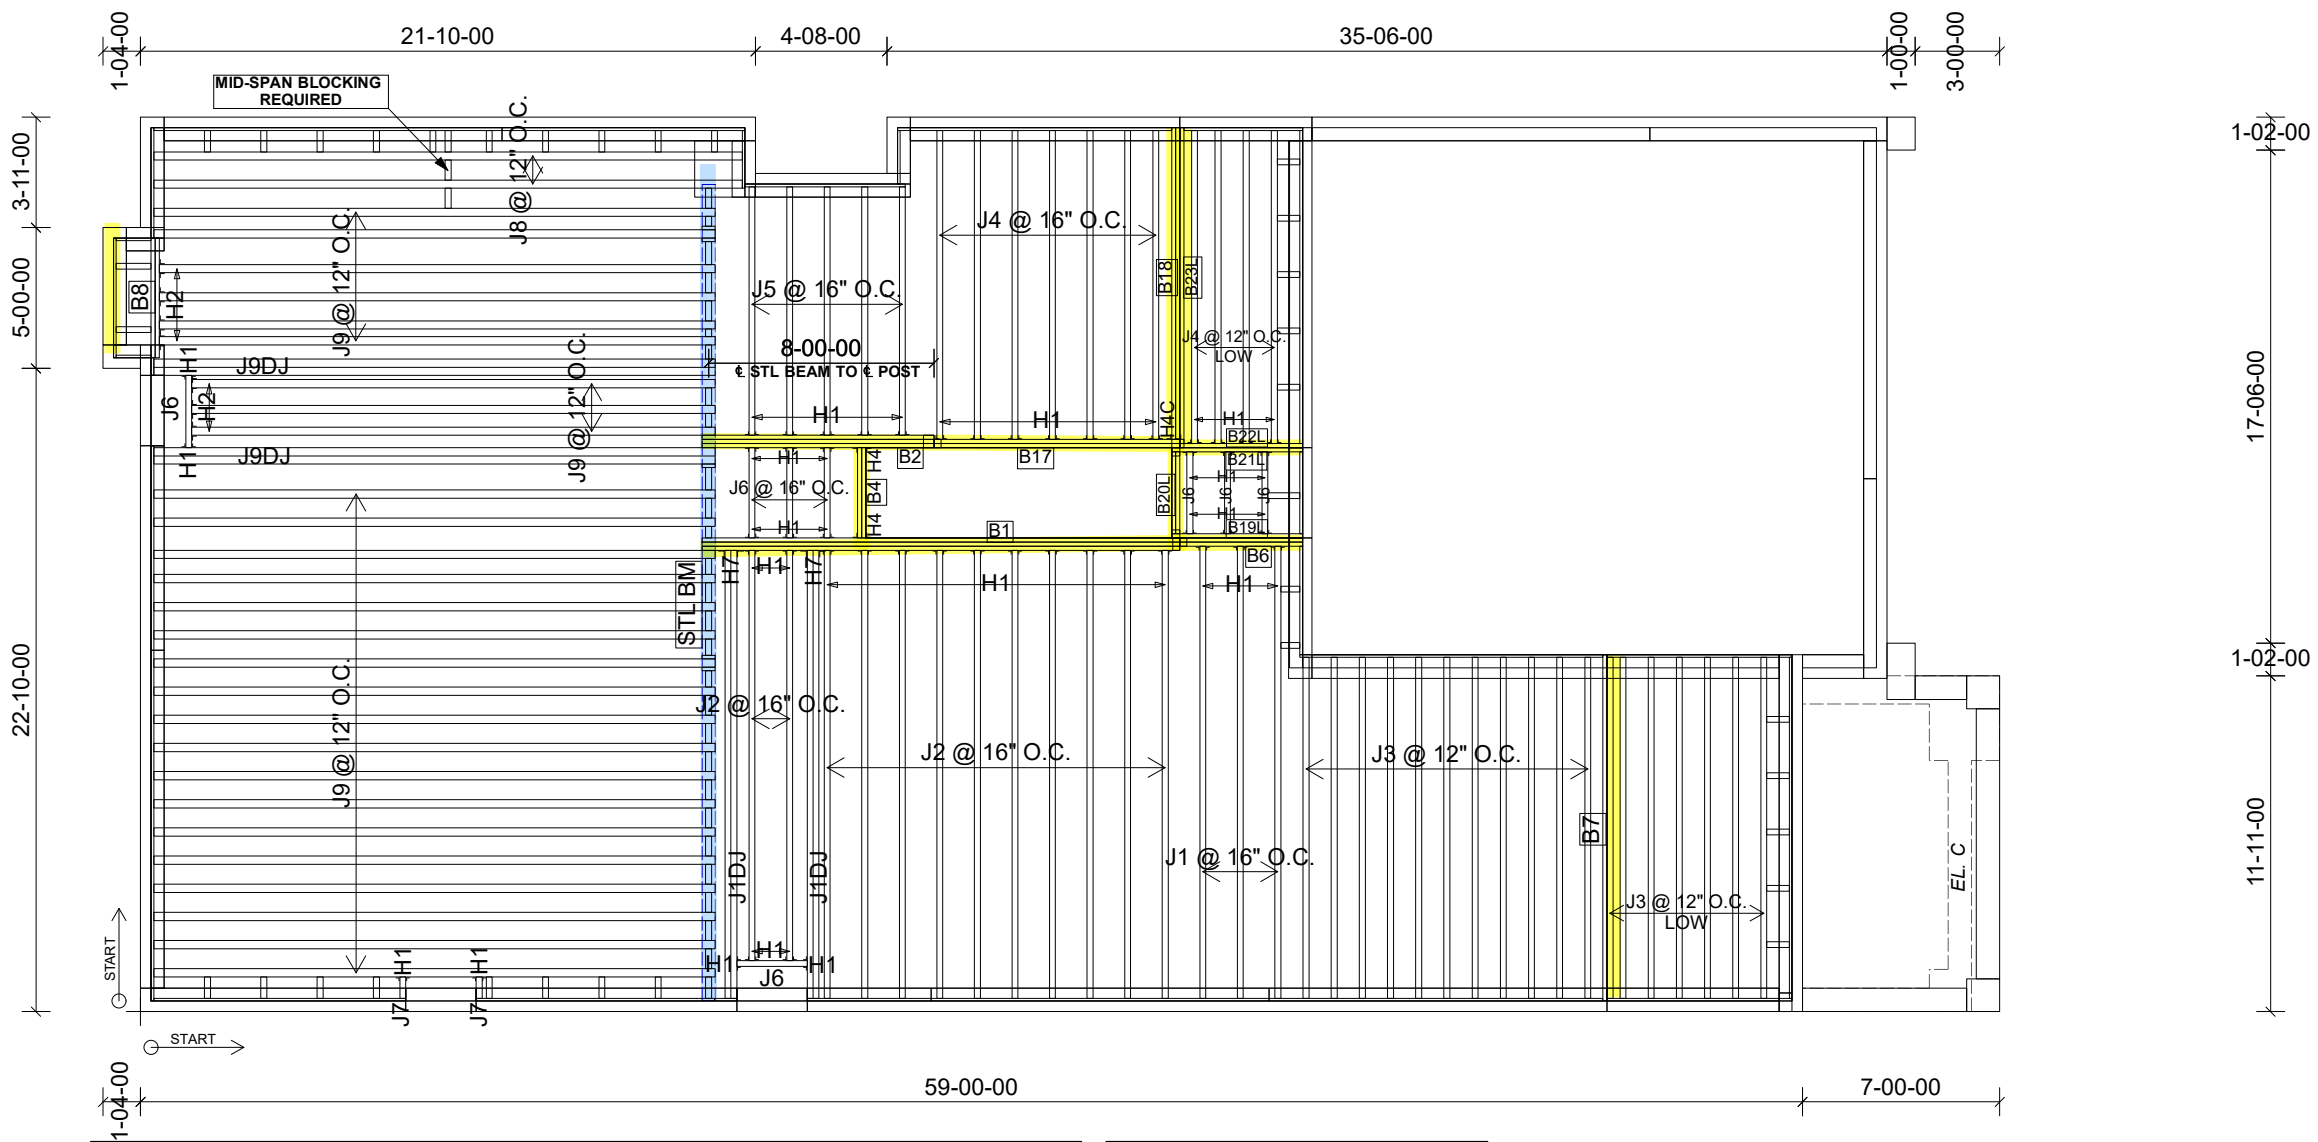 1-04-00
21-10-00
4-08-00
35-06-00
1-00-00
3-00-00
MID-SPAN BLOCKING
REQUIRED
3-11-00
5-00-00
22-10-00
1-02-00
17-06-00
1-02-00
11-11-00
J8 @ 12" O.C.
J9 @ 12" O.C.
B8
H2
H1
J9DJ
J6
H2
J9 @ 12" O.C.
H1
J9DJ
J9 @ 12" O.C.
J5 @ 16" O.C.
8-00-00
℄ STL BEAM TO ℄ POST
H1
J4 @ 16" O.C.
H1
B18
B23L
J4 @ 12" O.C.
LOW
H4C
H1
B22L
B21L
H1
B2
B17
H4
H1
J6 @ 16" O.C.
B4
H4
H1
B20L
J6
J6
J6
H1
B19L
B1
B6
STL BM
H7
H1
H7
H1
H1
J2 @ 16" O.C.
J2 @ 16" O.C.
J3 @ 12" O.C.
B7
J1 @ 16" O.C.
J1DJ
J1DJ
J3 @ 12" O.C.
LOW
EL. C
H1
H1
H1
H1
H1
J6
J7
J7
START
START
1-04-00
59-00-00
7-00-00